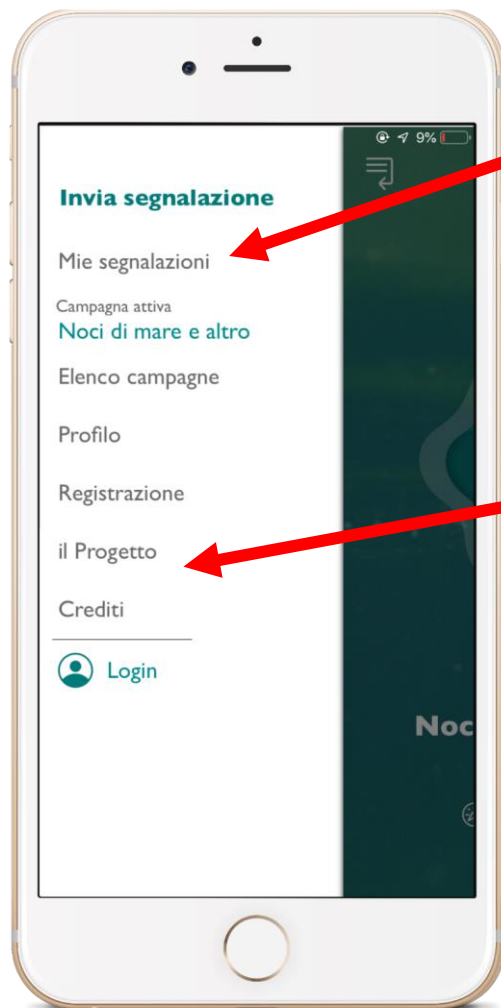 9%
Invia segnalazione
Mie segnalazioni
Campagna attiva
Noci di mare e altro
Elenco campagne
Profilo
Registrazione
il Progetto
Crediti
Login
Noc